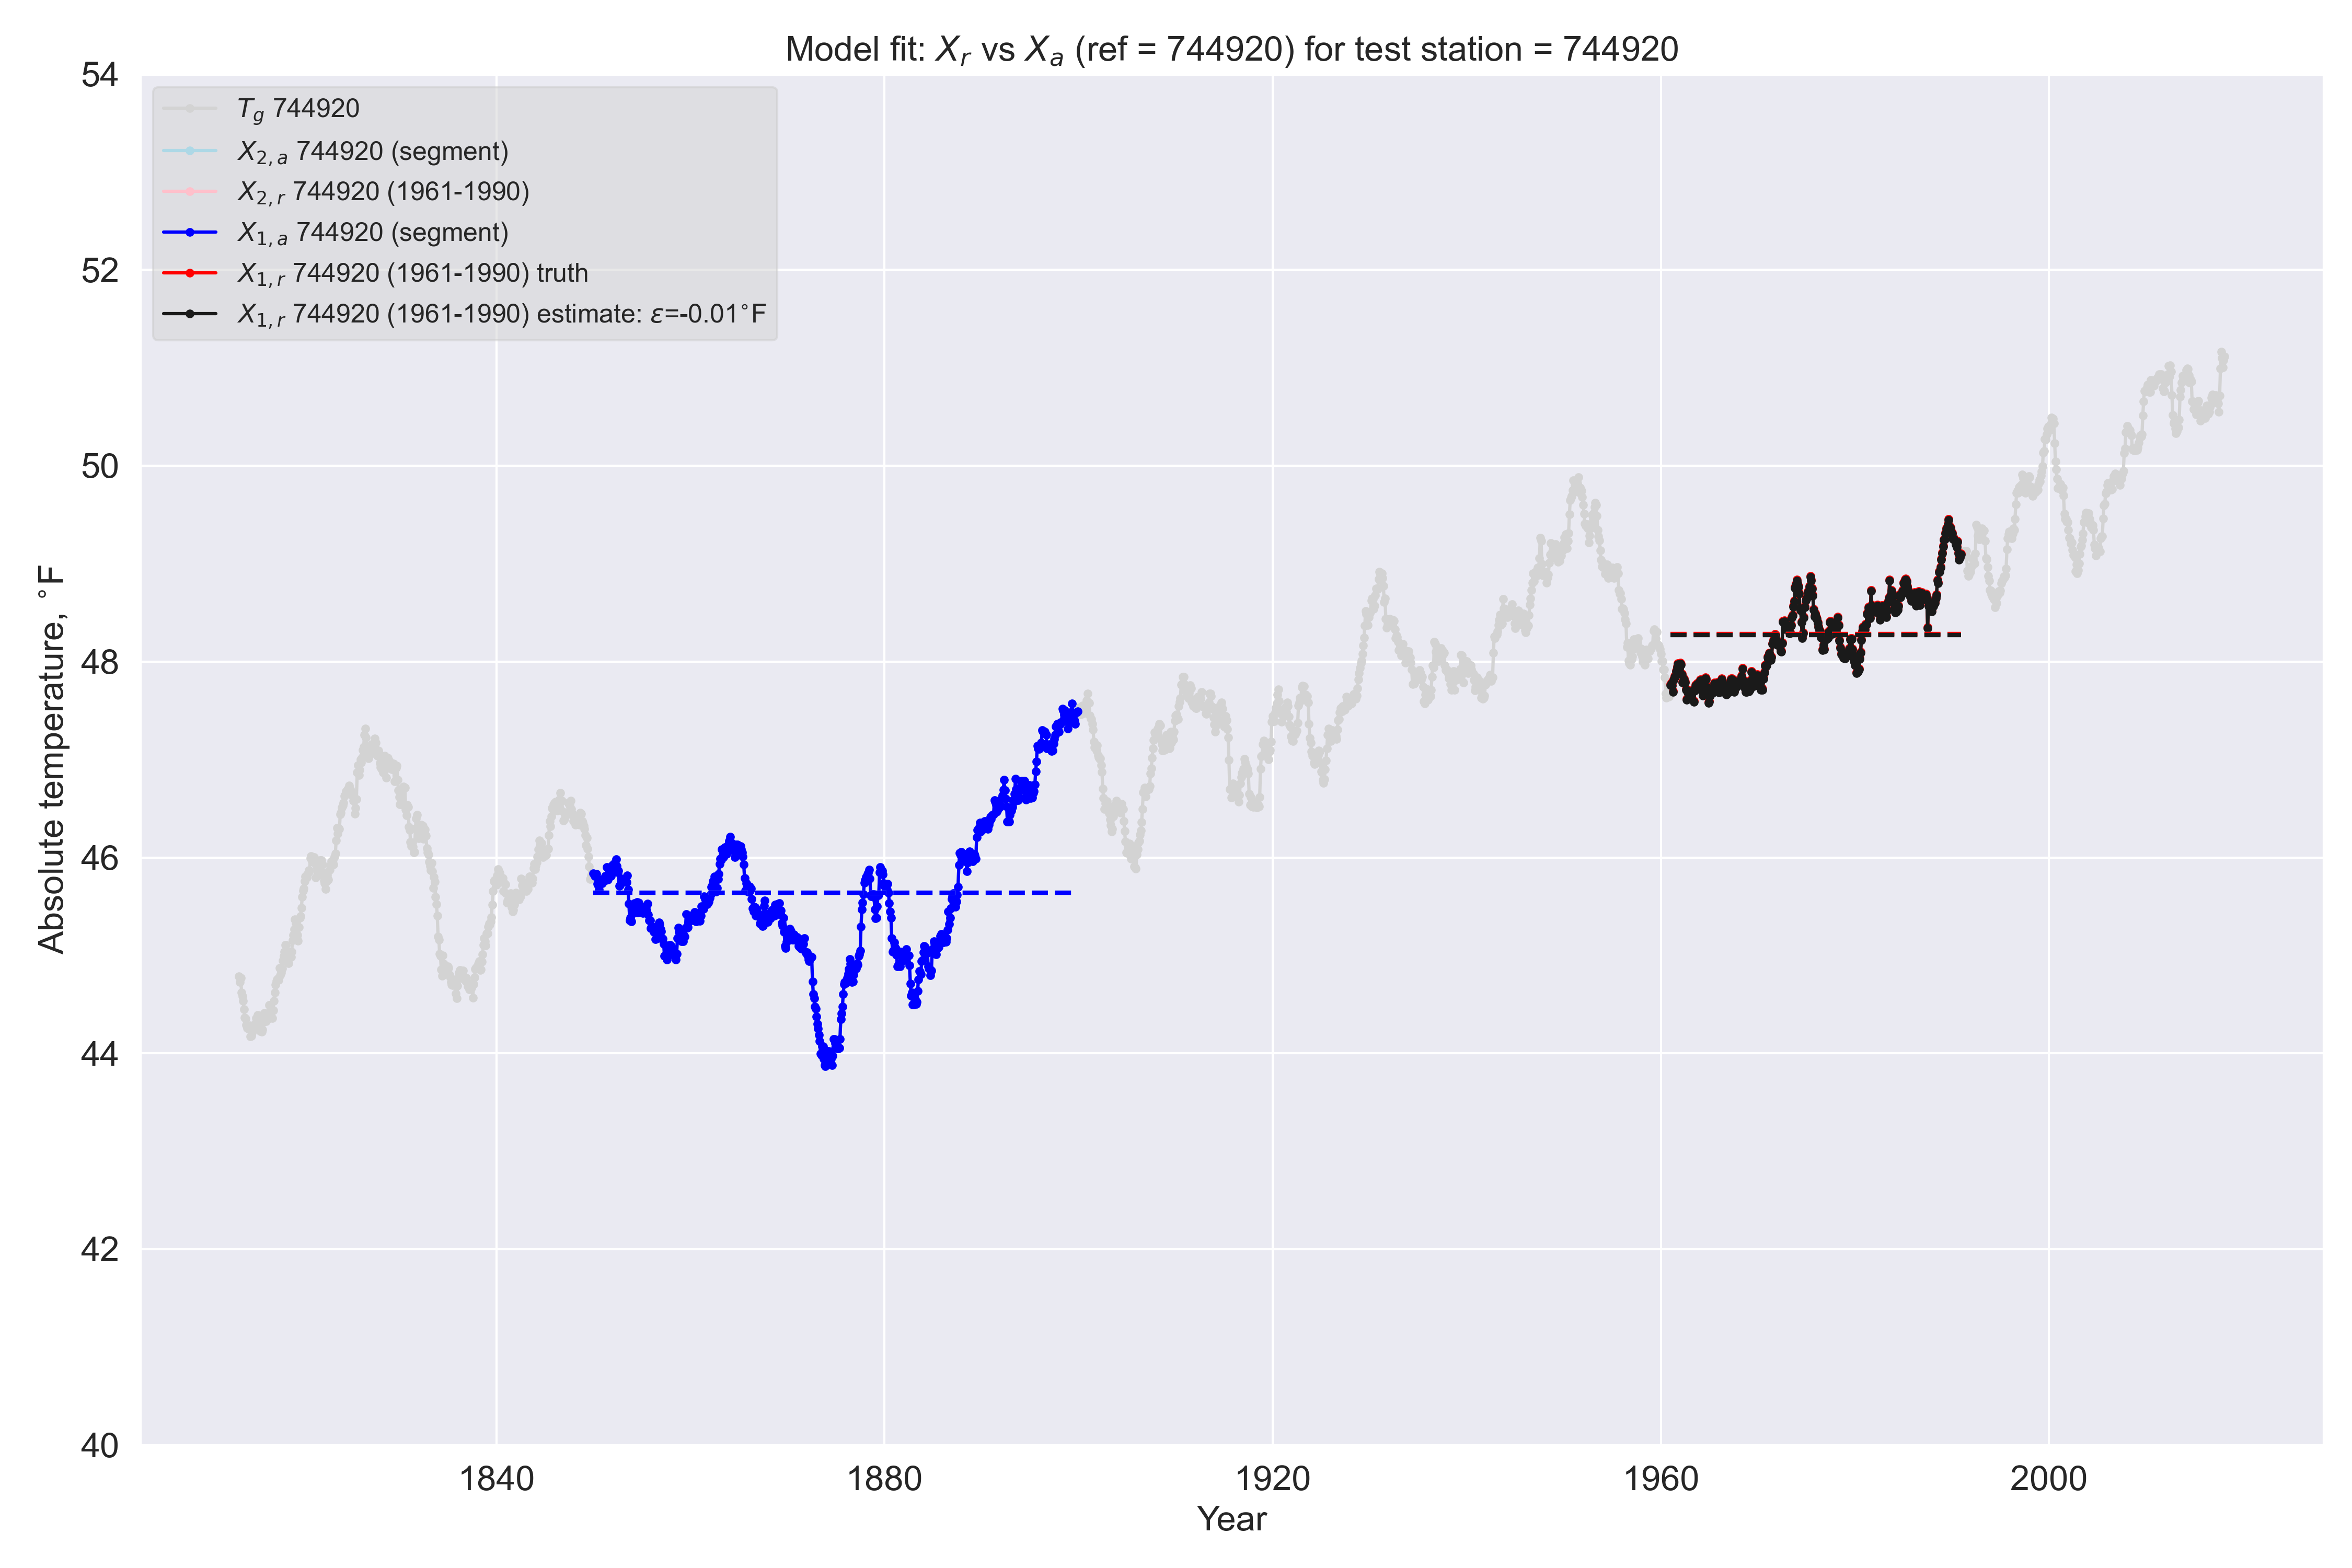 Model fit: X_r vs X_a (ref = 744920) for test station = 744920
T_g 744920
X_2,a 744920 (segment)
X_2,r 744920 (1961-1990)
X_1,a 744920 (segment)
X_1,r 744920 (1961-1990) truth
X_1,r 744920 (1961-1990) estimate: ε=-0.01°F
Absolute temperature, °F
54
52
50
48
46
44
42
40
1840 1880 1920 1960 2000
Year